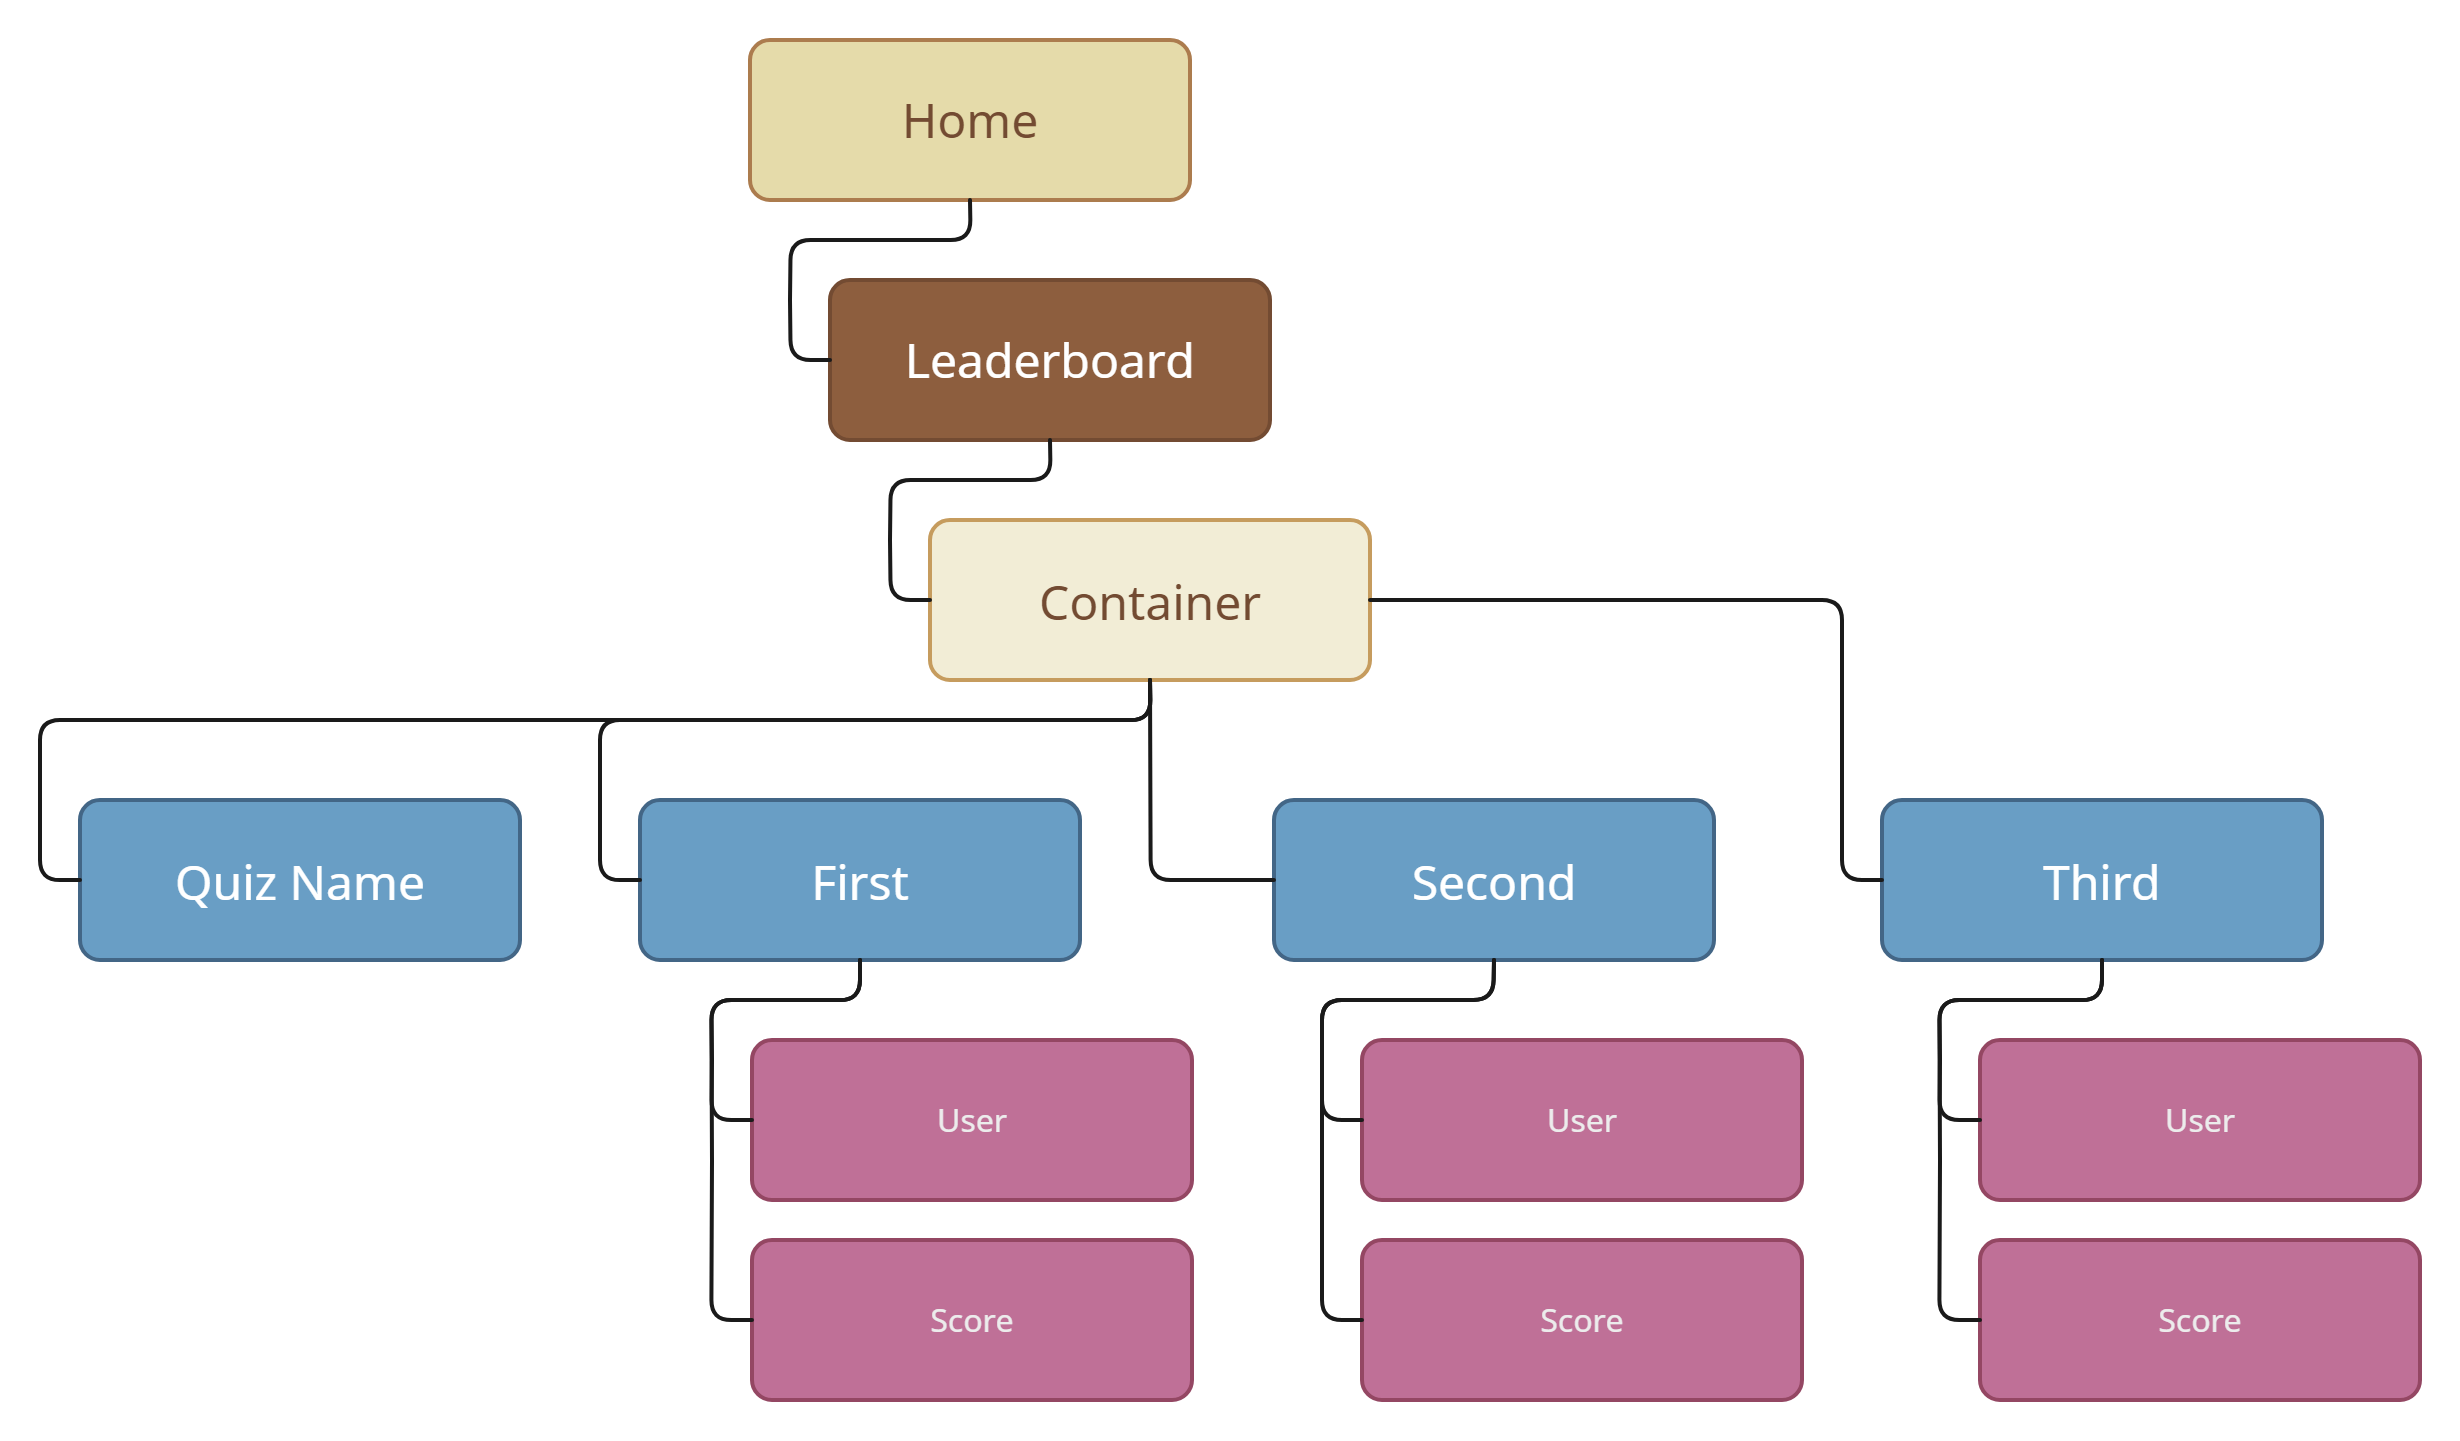 Home
Leaderboard
Container
Quiz Name
First
Second
Third
User
User
User
Score
Score
Score